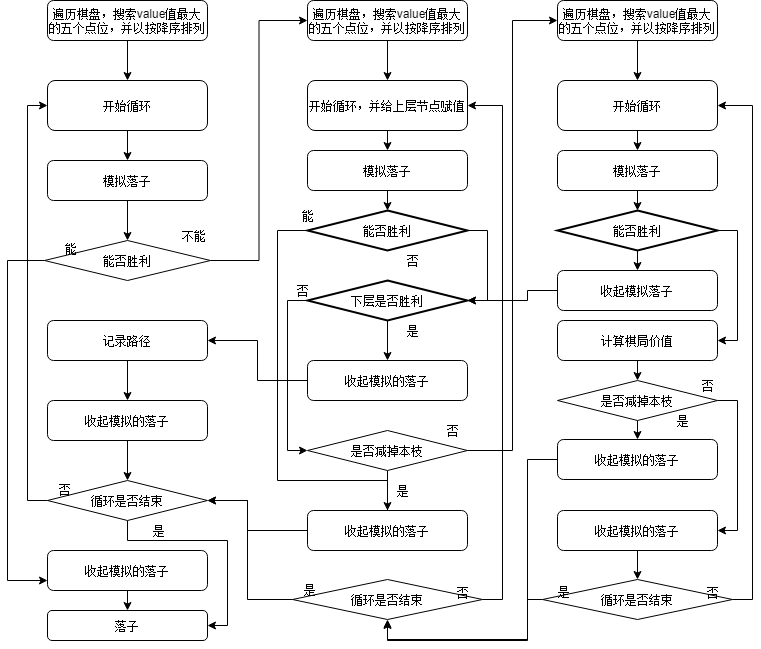 遍历棋盘，搜索value值最大
的五个点位，并以按降序排列
开始循环
模拟落子
能
不能
能否胜利
记录路径
收起模拟的落子
否
循环是否结束
是
收起模拟的落子
落子
遍历棋盘，搜索value值最大
的五个点位，并以按降序排列
开始循环，并给上层节点赋值
模拟落子
能
能否胜利
否
否
下层是否胜利
是
收起模拟的落子
否
是否减掉本枝
是
收起模拟的落子
是
循环是否结束
否
遍历棋盘，搜索value值最大
的五个点位，并以按降序排列
开始循环
模拟落子
能否胜利
收起模拟落子
计算棋局价值
否
是否减掉本枝
是
收起模拟的落子
收起模拟的落子
是
循环是否结束
否